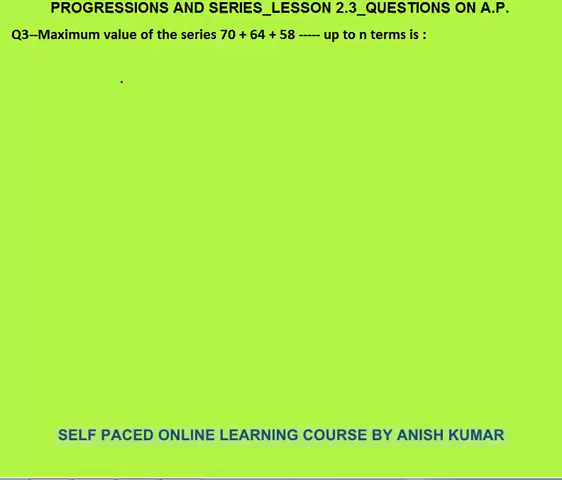 PROGRESSIONS AND SERIES_LESSON 2.3_QUESTIONS ON A.P.
Q3--Maximum value of the series 70 + 64 + 58 ----- up to n terms is :
SELF PACED ONLINE LEARNING COURSE BY ANISH KUMAR